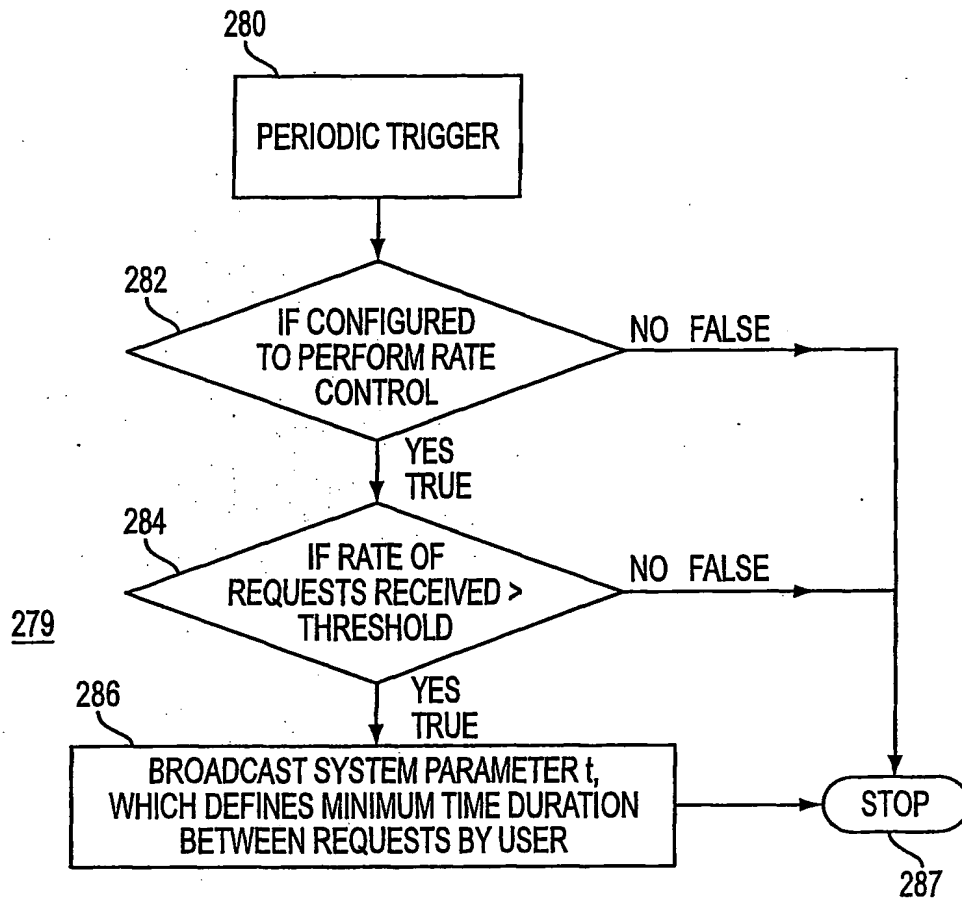 280
PERIODIC TRIGGER
282
IF CONFIGURED
TO PERFORM RATE
CONTROL
NO FALSE
YES
TRUE
284
IF RATE OF
REQUESTS RECEIVED >
THRESHOLD
NO FALSE
279
YES
TRUE
286
BROADCAST SYSTEM PARAMETER t,
WHICH DEFINES MINIMUM TIME DURATION
BETWEEN REQUESTS BY USER
STOP
287